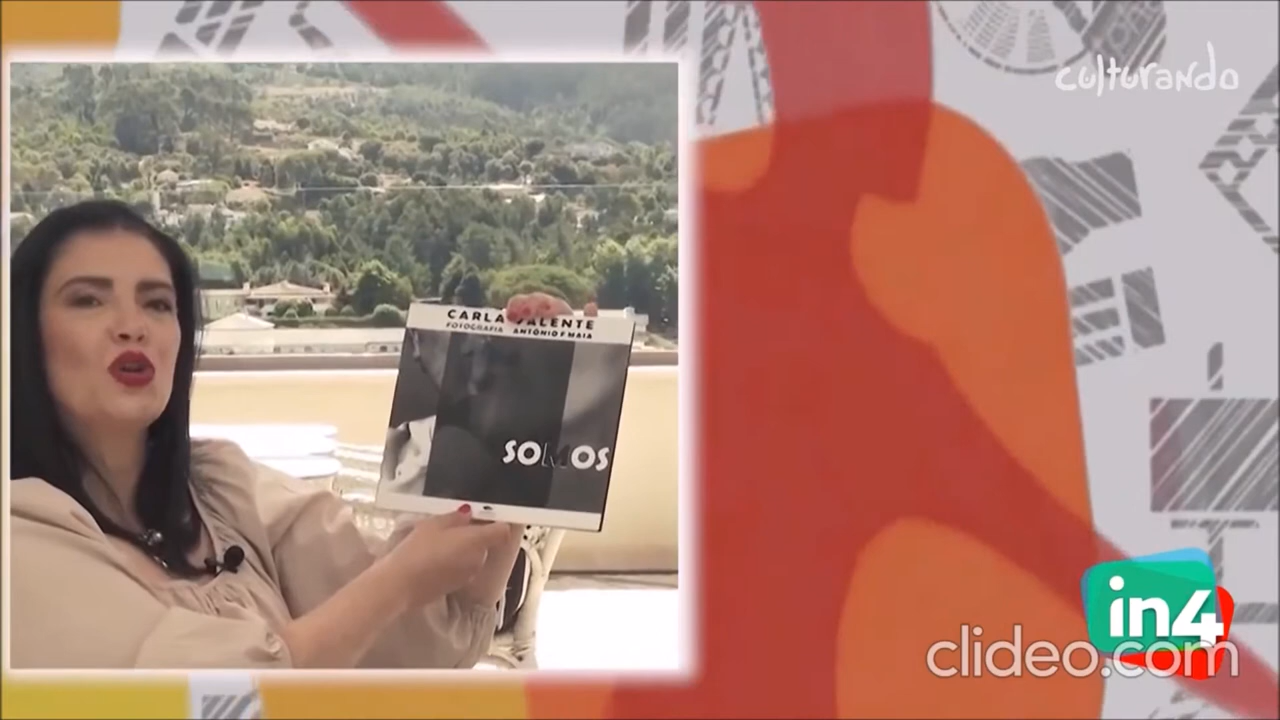 culturando
CARLA VALENTE
FOTOGRAFIA ANTÓNIO F MAIA
SOMOS
in4
clideo.com